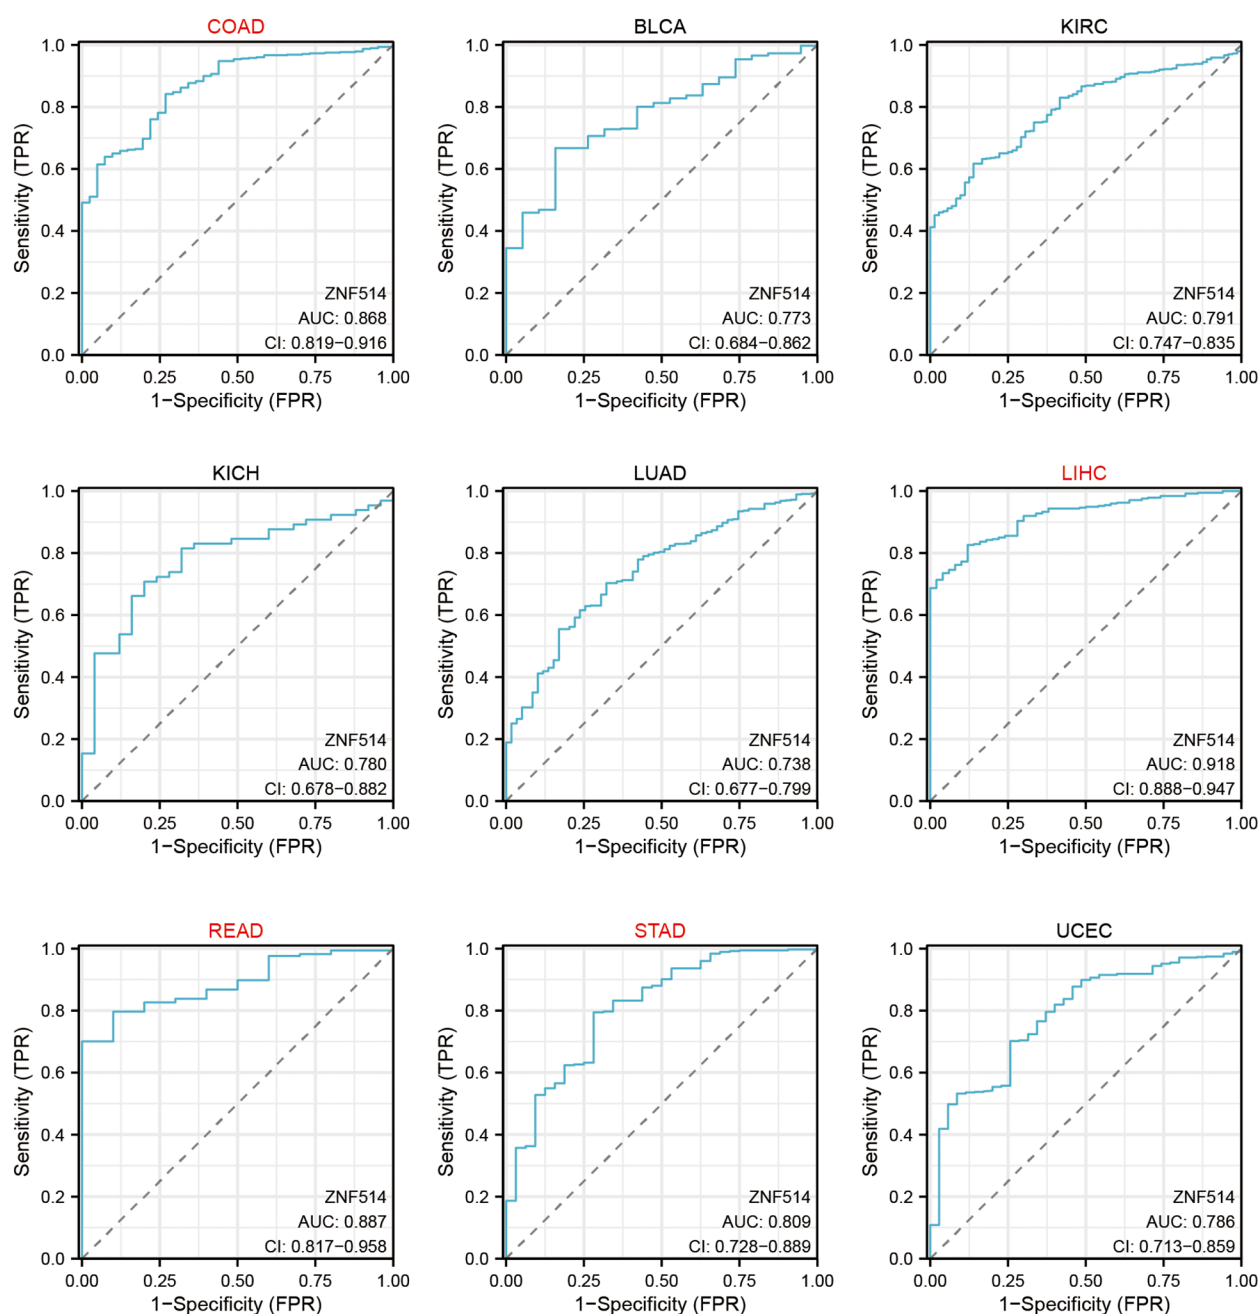 COAD
1.0
0.8
0.6
0.4
0.2
0.0
Sensitivity (TPR)
ZNF514
AUC: 0.868
CI: 0.819−0.916
0.00 0.25 0.50 0.75 1.00
1−Specificity (FPR)
BLCA
1.0
0.8
0.6
0.4
0.2
0.0
Sensitivity (TPR)
ZNF514
AUC: 0.773
CI: 0.684−0.862
0.00 0.25 0.50 0.75 1.00
1−Specificity (FPR)
KIRC
1.0
0.8
0.6
0.4
0.2
0.0
Sensitivity (TPR)
ZNF514
AUC: 0.791
CI: 0.747−0.835
0.00 0.25 0.50 0.75 1.00
1−Specificity (FPR)
KICH
1.0
0.8
0.6
0.4
0.2
0.0
Sensitivity (TPR)
ZNF514
AUC: 0.780
CI: 0.678−0.882
0.00 0.25 0.50 0.75 1.00
1−Specificity (FPR)
LUAD
1.0
0.8
0.6
0.4
0.2
0.0
Sensitivity (TPR)
ZNF514
AUC: 0.738
CI: 0.677−0.799
0.00 0.25 0.50 0.75 1.00
1−Specificity (FPR)
LIHC
1.0
0.8
0.6
0.4
0.2
0.0
Sensitivity (TPR)
ZNF514
AUC: 0.918
CI: 0.888−0.947
0.00 0.25 0.50 0.75 1.00
1−Specificity (FPR)
READ
1.0
0.8
0.6
0.4
0.2
0.0
Sensitivity (TPR)
ZNF514
AUC: 0.887
CI: 0.817−0.958
0.00 0.25 0.50 0.75 1.00
1−Specificity (FPR)
STAD
1.0
0.8
0.6
0.4
0.2
0.0
Sensitivity (TPR)
ZNF514
AUC: 0.809
CI: 0.728−0.889
0.00 0.25 0.50 0.75 1.00
1−Specificity (FPR)
UCEC
1.0
0.8
0.6
0.4
0.2
0.0
Sensitivity (TPR)
ZNF514
AUC: 0.786
CI: 0.713−0.859
0.00 0.25 0.50 0.75 1.00
1−Specificity (FPR)